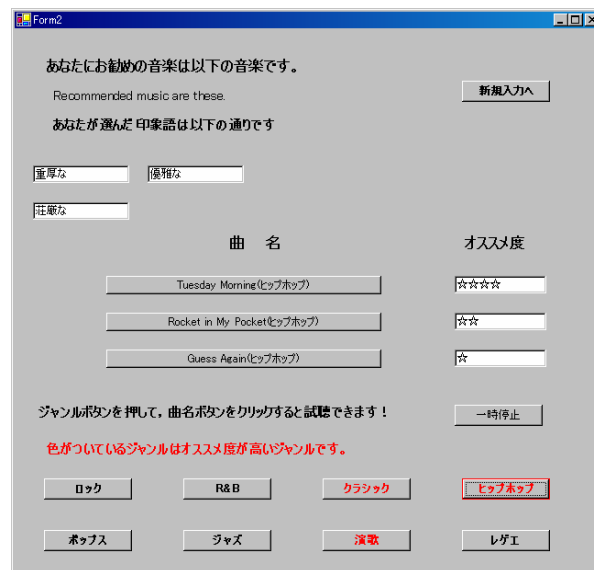 Form2
あなたにお勧めの音楽は以下の音楽です。
Recommended music are these.
新規入力へ
あなたが選んだ印象語は以下の通りです
重厚な 優雅な
荘厳な
曲 名 オススメ度
Tuesday Morning(ヒップホップ) ☆☆☆☆
Rocket in My Pocket(ヒップホップ) ☆☆
Guess Again(ヒップホップ) ☆
ジャンルボタンを押して，曲名ボタンをクリックすると試聴できます！ 一時停止
色がついているジャンルはオススメ度が高いジャンルです。
ロック R&B クラシック ヒップホップ
ポップス ジャズ 演歌 レゲエ